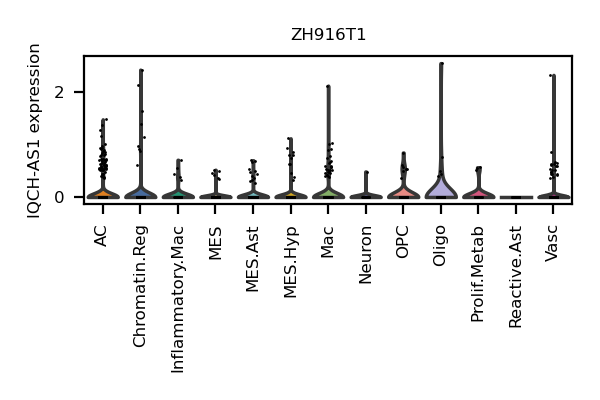 ZH916T1
IQCH-AS1 expression
2
0
AC
Chromatin.Reg
Inflammatory.Mac
MES
MES.Ast
MES.Hyp
Mac
Neuron
OPC
Oligo
Prolif.Metab
Reactive.Ast
Vasc